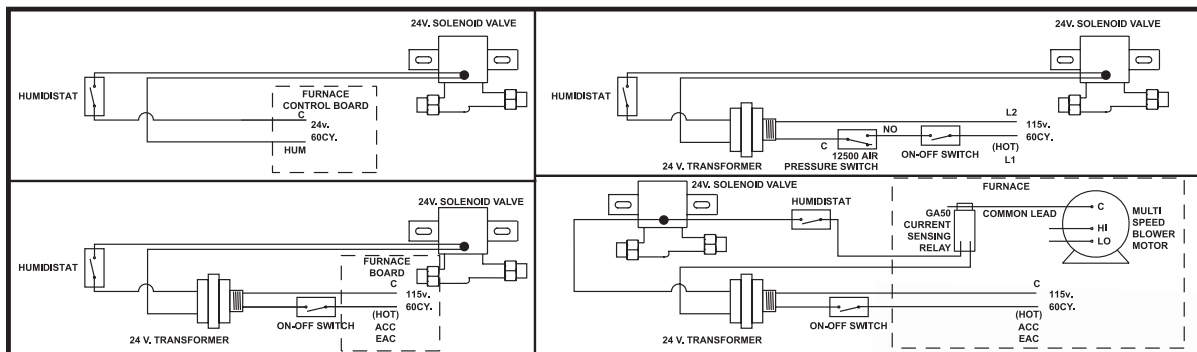 24V. SOLENOID VALVE
HUMIDISTAT
FURNACE
CONTROL BOARD
C
24v.
60CY.
HUM
24V. SOLENOID VALVE
HUMIDISTAT
L2
115v.
NO
60CY.
C
(HOT)
12500 AIR
PRESSURE SWITCH
ON-OFF SWITCH
L1
24 V. TRANSFORMER
24V. SOLENOID VALVE
HUMIDISTAT
FURNACE
BOARD
C
115v.
60CY.
(HOT)
ON-OFF SWITCH
ACC
EAC
24 V. TRANSFORMER
24V. SOLENOID VALVE
HUMIDISTAT
FURNACE
GA50
CURRENT
SENSING
RELAY
COMMON LEAD
C
HI
LO
MULTI
SPEED
BLOWER
MOTOR
C
115v.
60CY.
(HOT)
ON-OFF SWITCH
ACC
EAC
24 V. TRANSFORMER